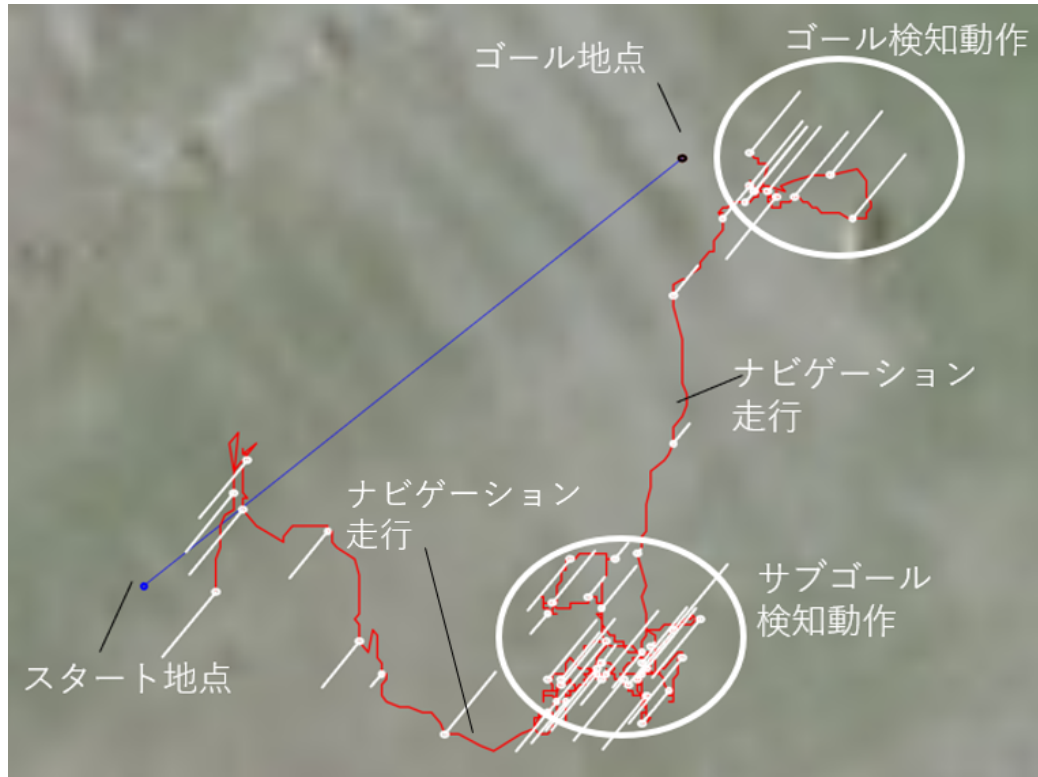 ゴール検知動作
ゴール地点
ナビゲーション
走行
ナビゲーション
走行
サブゴール
検知動作
スタート地点